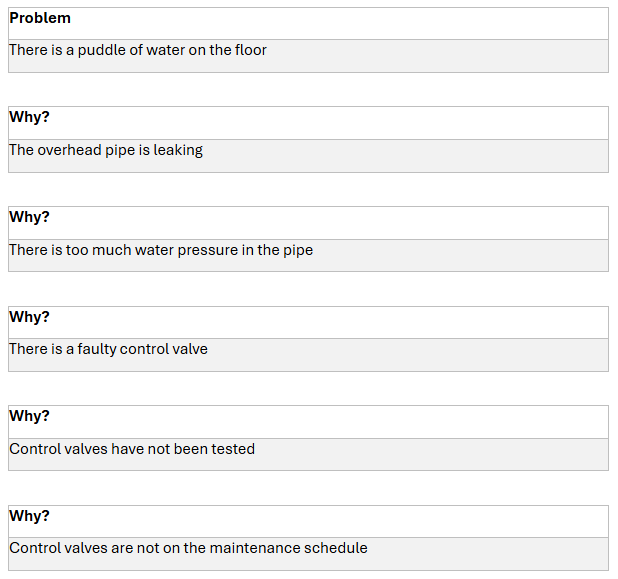 Problem
There is a puddle of water on the floor
Why?
The overhead pipe is leaking
Why?
There is too much water pressure in the pipe
Why?
There is a faulty control valve
Why?
Control valves have not been tested
Why?
Control valves are not on the maintenance schedule